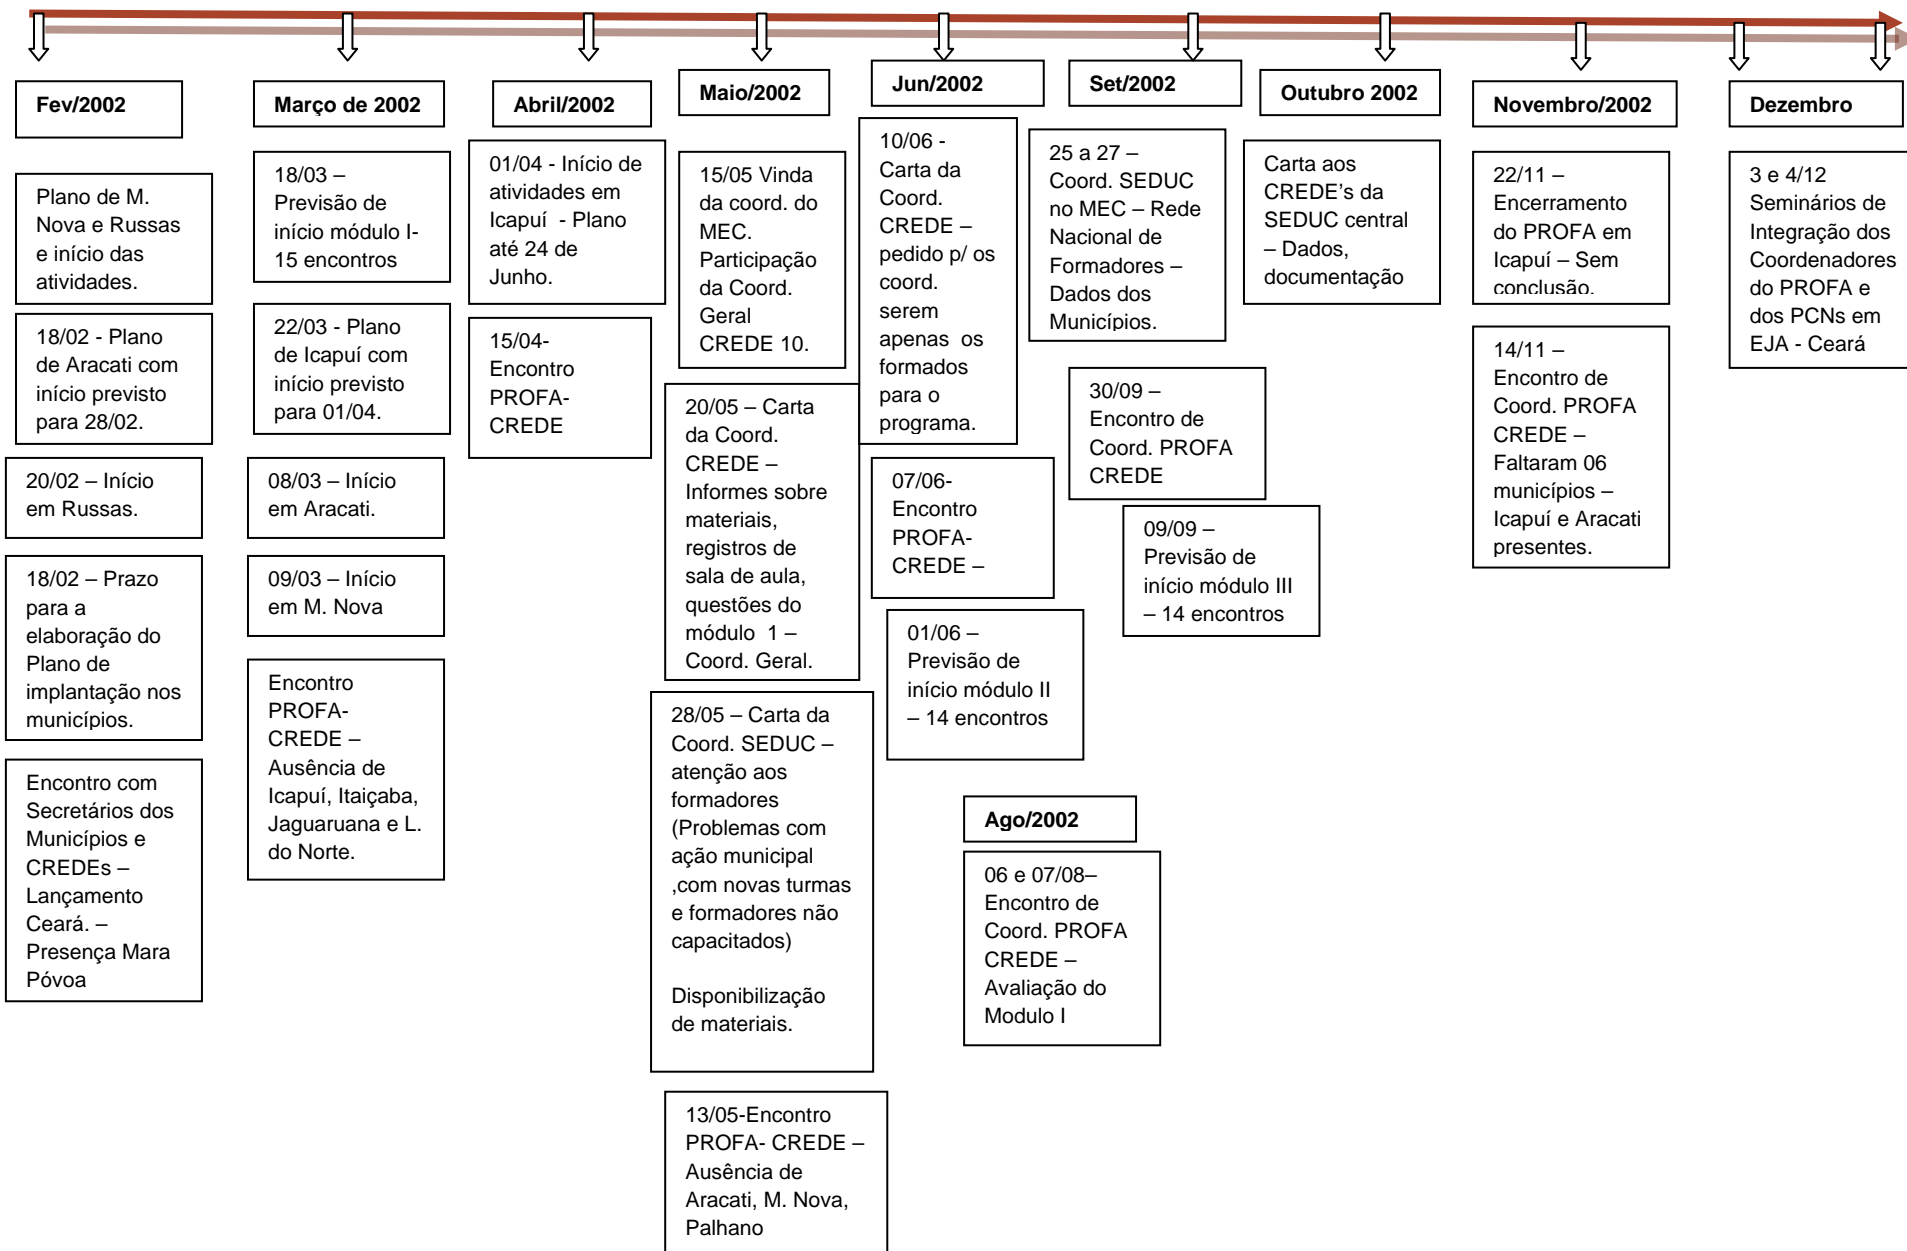 Fev/2002
Plano de M.
Nova e Russas
e início das
atividades.
18/02 - Plano
de Aracati com
início previsto
para 28/02.
20/02 – Início
em Russas.
18/02 – Prazo
para a
elaboração do
Plano de
implantação nos
municípios.
Encontro com
Secretários dos
Municípios e
CREDEs –
Lançamento
Ceará. –
Presença Mara
Póvoa
Março de 2002
18/03 –
Previsão de
início módulo I-
15 encontros
22/03 - Plano
de Icapuí com
início previsto
para 01/04.
08/03 – Início
em Aracati.
09/03 – Início
em M. Nova
Encontro
PROFA-
CREDE –
Ausência de
Icapuí, Itaiçaba,
Jaguaruana e L.
do Norte.
Abril/2002
01/04 - Início de
atividades em
Icapuí - Plano
até 24 de
Junho.
15/04-
Encontro
PROFA-
CREDE
Maio/2002
15/05 Vinda
da coord. do
MEC.
Participação
da Coord.
Geral
CREDE 10.
20/05 – Carta
da Coord.
CREDE –
Informes sobre
materiais,
registros de
sala de aula,
questões do
módulo 1 –
Coord. Geral.
28/05 – Carta da
Coord. SEDUC –
atenção aos
formadores
(Problemas com
ação municipal
,com novas turmas
e formadores não
capacitados)
Disponibilização
de materiais.
13/05-Encontro
PROFA- CREDE –
Ausência de
Aracati, M. Nova,
Palhano
Jun/2002
10/06 -
Carta da
Coord.
CREDE –
pedido p/ os
coord.
serem
apenas os
formados
para o
programa.
07/06-
Encontro
PROFA-
CREDE –
01/06 –
Previsão de
início módulo II
– 14 encontros
Ago/2002
06 e 07/08–
Encontro de
Coord. PROFA
CREDE –
Avaliação do
Modulo I
Set/2002
25 a 27 –
Coord. SEDUC
no MEC – Rede
Nacional de
Formadores –
Dados dos
Municípios.
30/09 –
Encontro de
Coord. PROFA
CREDE
09/09 –
Previsão de
início módulo III
– 14 encontros
Outubro 2002
Carta aos
CREDE's da
SEDUC central
– Dados,
documentação
Novembro/2002
22/11 –
Encerramento
do PROFA em
Icapuí – Sem
conclusão.
14/11 –
Encontro de
Coord. PROFA
CREDE –
Faltaram 06
municípios –
Icapuí e Aracati
presentes.
Dezembro
3 e 4/12
Seminários de
Integração dos
Coordenadores
do PROFA e
dos PCNs em
EJA - Ceará